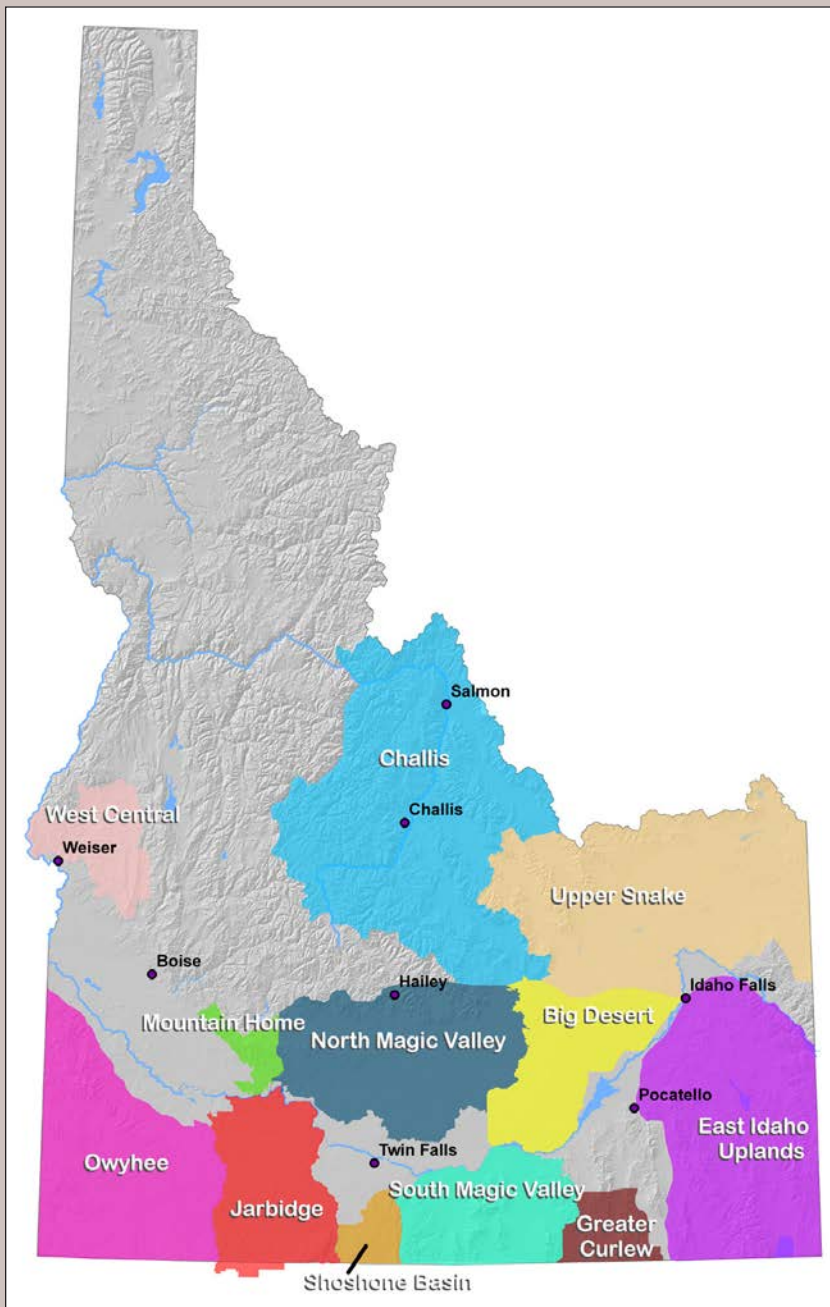 Salmon
Challis
Challis
West Central
Weiser
Upper Snake
Boise
Hailey
Idaho Falls
Mountain Home
Big Desert
North Magic Valley
Pocatello
East Idaho
Uplands
Twin Falls
Owyhee
South Magic Valley
Jarbidge
Greater
Curlew
Shoshone Basin